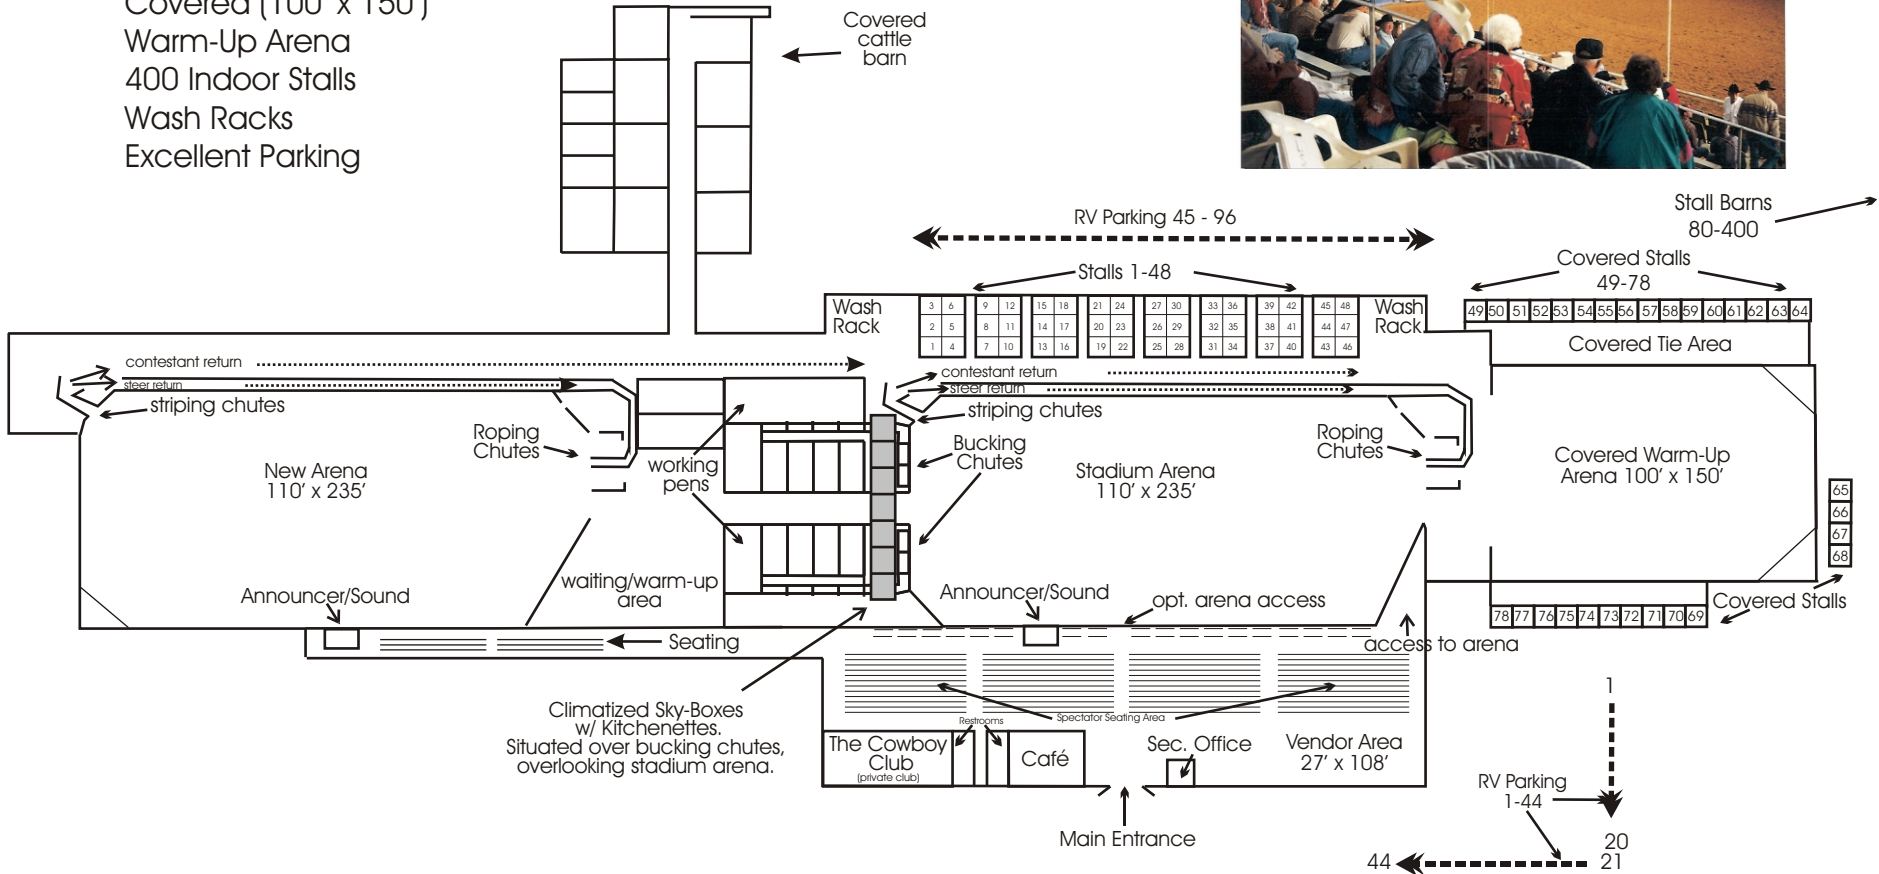 Covered (100' x 150')
Warm-Up Arena
400 Indoor Stalls
Wash Racks
Excellent Parking
Covered
cattle
barn
Stall Barns
80-400
RV Parking 45 - 96
Stalls 1-48
Covered Stalls
49-78
Wash
Rack
3 6 9 12 15 18 21 24 27 30 33 36 39 42 45 48
2 5 8 11 14 17 20 23 26 29 32 35 38 41 44 47
1 4 7 10 13 16 19 22 25 28 31 34 37 40 43 46
Wash
Rack
49 50 51 52 53 54 55 56 57 58 59 60 61 62 63 64
Covered Tie Area
contestant return
steer return
striping chutes
contestant return
steer return
striping chutes
Roping
Chutes
New Arena
110’ x 235’
working
pens
Bucking
Chutes
Stadium Arena
110’ x 235’
Roping
Chutes
Covered Warm-Up
Arena 100’ x 150’
65
66
67
68
waiting/warm-up
area
Announcer/Sound
Announcer/Sound
opt. arena access
Covered Stalls
78 77 76 75 74 73 72 71 70 69
Seating
access to arena
Climatized Sky-Boxes
w/ Kitchenettes.
Situated over bucking chutes,
overlooking stadium arena.
Restrooms
Spectator Seating Area
The Cowboy
Club
(private club)
Café
Sec. Office
Vendor Area
27’ x 108’
Main Entrance
1
RV Parking
1-44
20
44
21